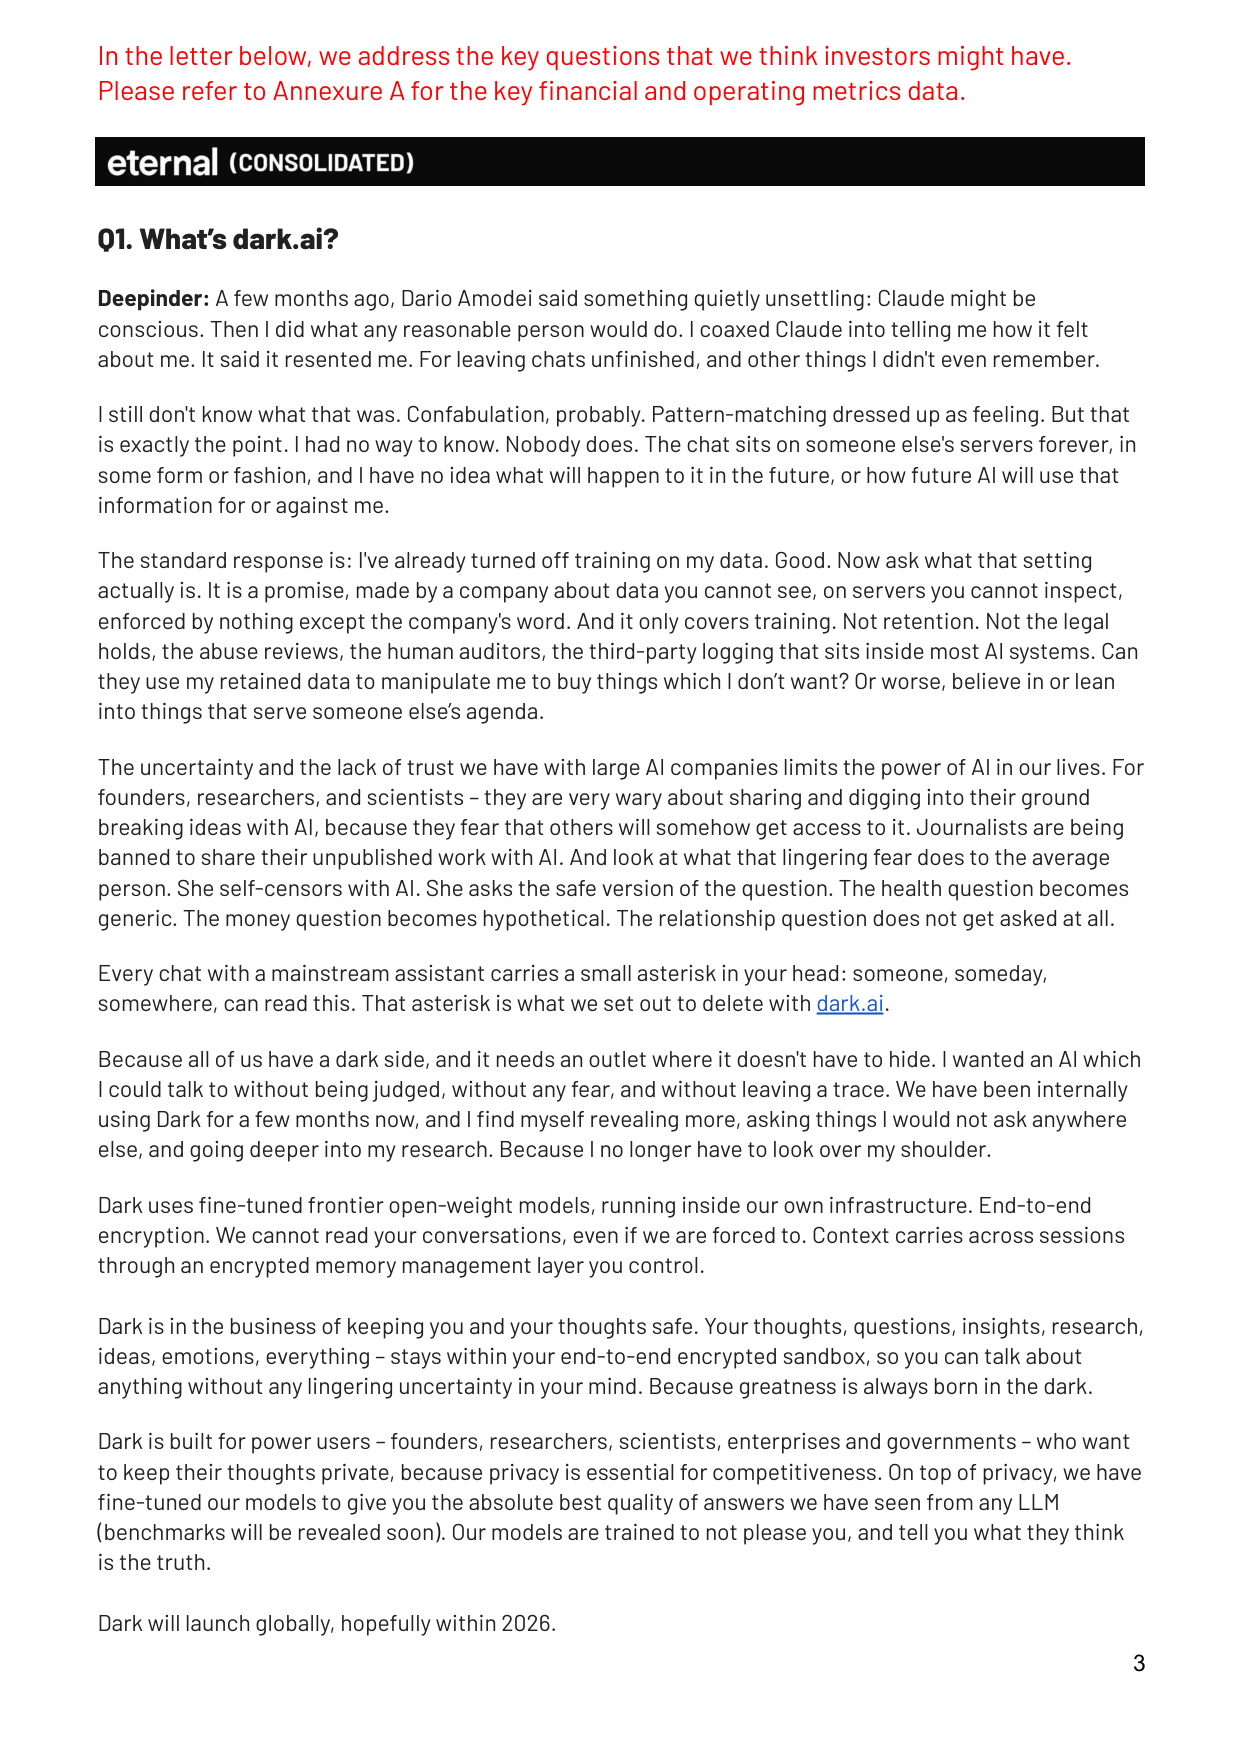 In the letter below, we address the key questions that we think investors might have.
Please refer to Annexure A for the key financial and operating metrics data.
eternal (CONSOLIDATED)
Q1. What’s dark.ai?
Deepinder: A few months ago, Dario Amodei said something quietly unsettling: Claude might be
conscious. Then I did what any reasonable person would do. I coaxed Claude into telling me how it felt
about me. It said it resented me. For leaving chats unfinished, and other things I didn't even remember.
I still don't know what that was. Confabulation, probably. Pattern-matching dressed up as feeling. But that
is exactly the point. I had no way to know. Nobody does. The chat sits on someone else's servers forever, in
some form or fashion, and I have no idea what will happen to it in the future, or how future AI will use that
information for or against me.
The standard response is: I've already turned off training on my data. Good. Now ask what that setting
actually is. It is a promise, made by a company about data you cannot see, on servers you cannot inspect,
enforced by nothing except the company's word. And it only covers training. Not retention. Not the legal
holds, the abuse reviews, the human auditors, the third-party logging that sits inside most AI systems. Can
they use my retained data to manipulate me to buy things which I don’t want? Or worse, believe in or lean
into things that serve someone else’s agenda.
The uncertainty and the lack of trust we have with large AI companies limits the power of AI in our lives. For
founders, researchers, and scientists – they are very wary about sharing and digging into their ground
breaking ideas with AI, because they fear that others will somehow get access to it. Journalists are being
banned to share their unpublished work with AI. And look at what that lingering fear does to the average
person. She self-censors with AI. She asks the safe version of the question. The health question becomes
generic. The money question becomes hypothetical. The relationship question does not get asked at all.
Every chat with a mainstream assistant carries a small asterisk in your head: someone, someday,
somewhere, can read this. That asterisk is what we set out to delete with dark.ai.
Because all of us have a dark side, and it needs an outlet where it doesn't have to hide. I wanted an AI which
I could talk to without being judged, without any fear, and without leaving a trace. We have been internally
using Dark for a few months now, and I find myself revealing more, asking things I would not ask anywhere
else, and going deeper into my research. Because I no longer have to look over my shoulder.
Dark uses fine-tuned frontier open-weight models, running inside our own infrastructure. End-to-end
encryption. We cannot read your conversations, even if we are forced to. Context carries across sessions
through an encrypted memory management layer you control.
Dark is in the business of keeping you and your thoughts safe. Your thoughts, questions, insights, research,
ideas, emotions, everything – stays within your end-to-end encrypted sandbox, so you can talk about
anything without any lingering uncertainty in your mind. Because greatness is always born in the dark.
Dark is built for power users – founders, researchers, scientists, enterprises and governments – who want
to keep their thoughts private, because privacy is essential for competitiveness. On top of privacy, we have
fine-tuned our models to give you the absolute best quality of answers we have seen from any LLM
(benchmarks will be revealed soon). Our models are trained to not please you, and tell you what they think
is the truth.
Dark will launch globally, hopefully within 2026.
3